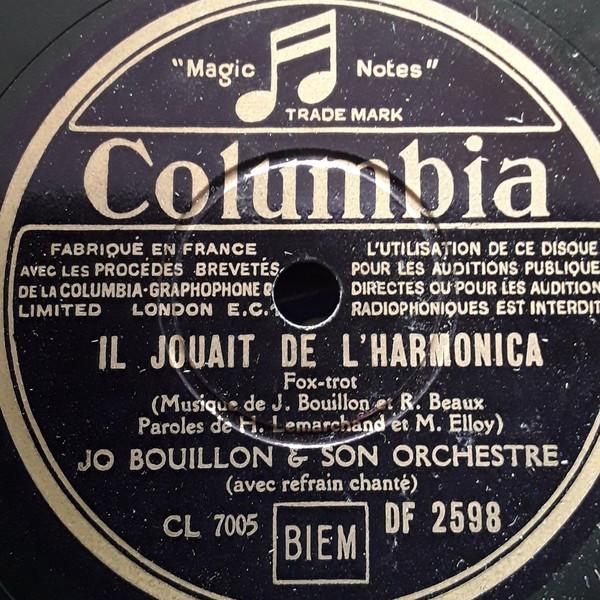 "Magic Notes"
TRADE MARK
Columbia
FABRIQUÉ EN FRANCE
AVEC LES PROCÉDÉS BREVETÉS
DE LA COLUMBIA-GRAPHOPHONE
LIMITED LONDON E.C.1
L'UTILISATION DE CE DISQUE
POUR LES AUDITIONS PUBLIQUE
DIRECTES OU POUR LES AUDITION
RADIOPHONIQUES EST INTERDIT
IL JOUAIT DE L'HARMONICA
Fox-trot
(Musique de J. Bouillon et R. Beaux
Paroles de H. Lemarchand et M. Elloy)
JO BOUILLON & SON ORCHESTRE
(avec refrain chanté)
CL 7005 BIEM DF 2598